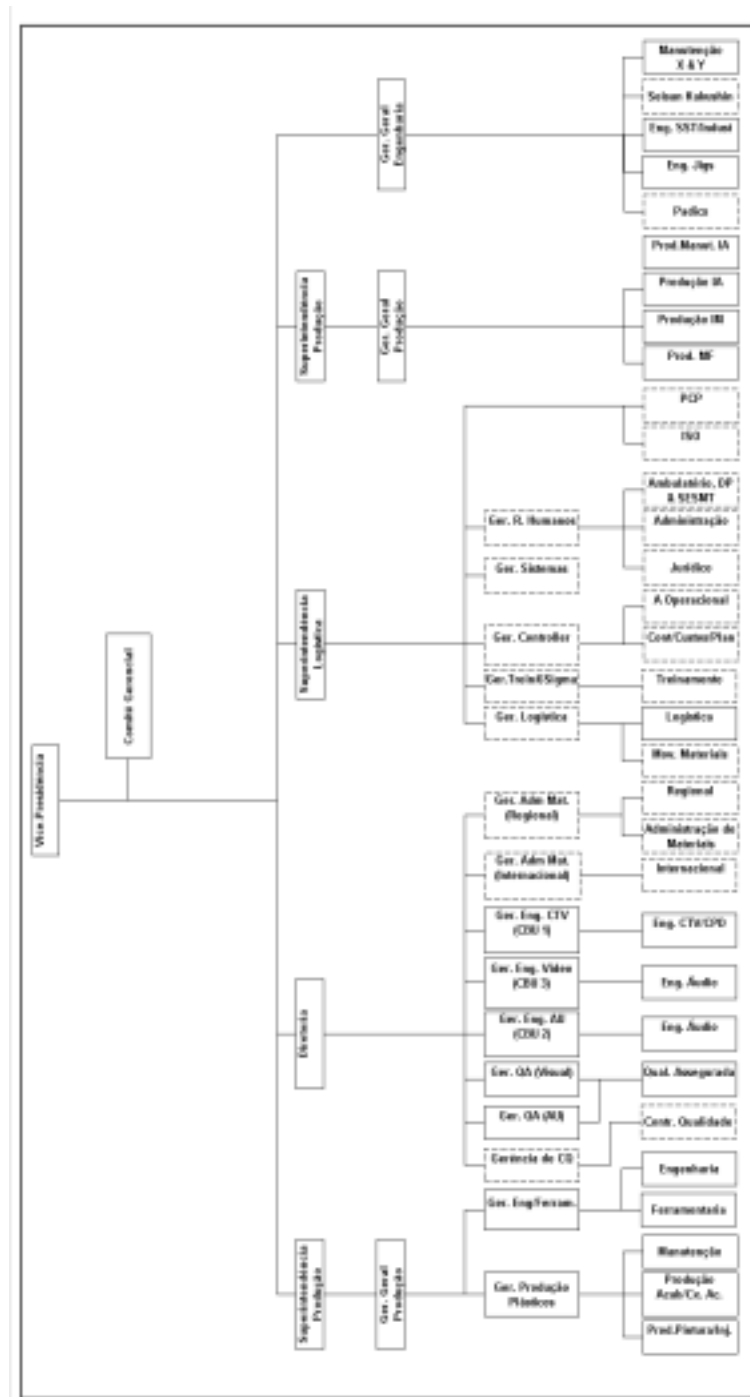 Manutenção
X & Y
Ger. Geral
Engenharia
Eng. SST/Indust
Eng. Jigs
Prod.Manut. IA
Superintendência
Produção
Ger. Geral
Produção
Produção IA
Produção IM
Prod. MF
PCP
ISO
Ambulatório, DP
& SESMT
Ger. R. Humanos
Administração
Jurídico
Ger. Sistemas
A Operacional
Superintendência
Logística
Ger. Controller
Cont/Custos/Plan
Ger.Trein/6Sigma
Treinamento
Comitê Gerencial
Ger. Logística
Logística
Mov. Materiais
Vice-Presidência
Ger. Adm Mat.
(Regional)
Regional
Administração de
Materiais
Ger. Adm Mat.
(Internacional)
Internacional
Ger. Eng. CTV
(CBU 1)
Eng. CTV/CPD
Ger. Eng. Vídeo
(CBU 3)
Eng. Áudio
Diretoria
Ger. Eng. AU
(CBU 2)
Eng. Áudio
Ger. QA (Visual)
Qual. Assegurada
Ger. QA (AU)
Contr. Qualidade
Gerência de CQ
Engenharia
Ger. Eng/Ferram.
Ferramentaria
Superintendência
Produção
Ger. Geral
Produção
Manutenção
Ger. Produção
Plásticos
Produção
Acab/Ce. Ac.
Prod.Pintura/Inj.